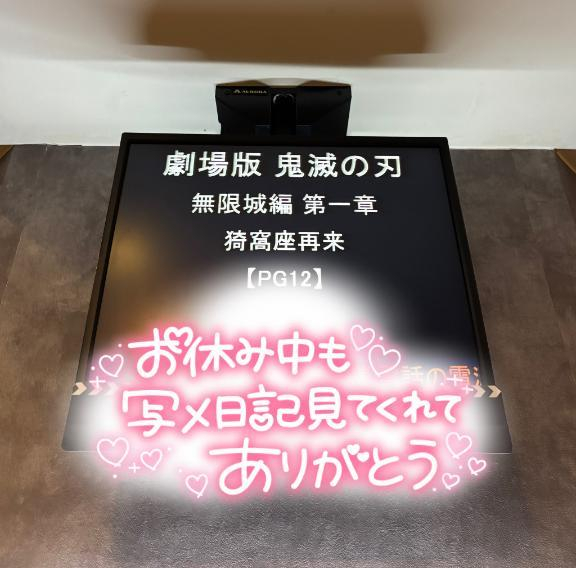 AURORA
劇場版 鬼滅の刃
無限城編 第一章
猗窩座再来
【PG12】
お休み中も
写メ日記見てくれて
ありがとう